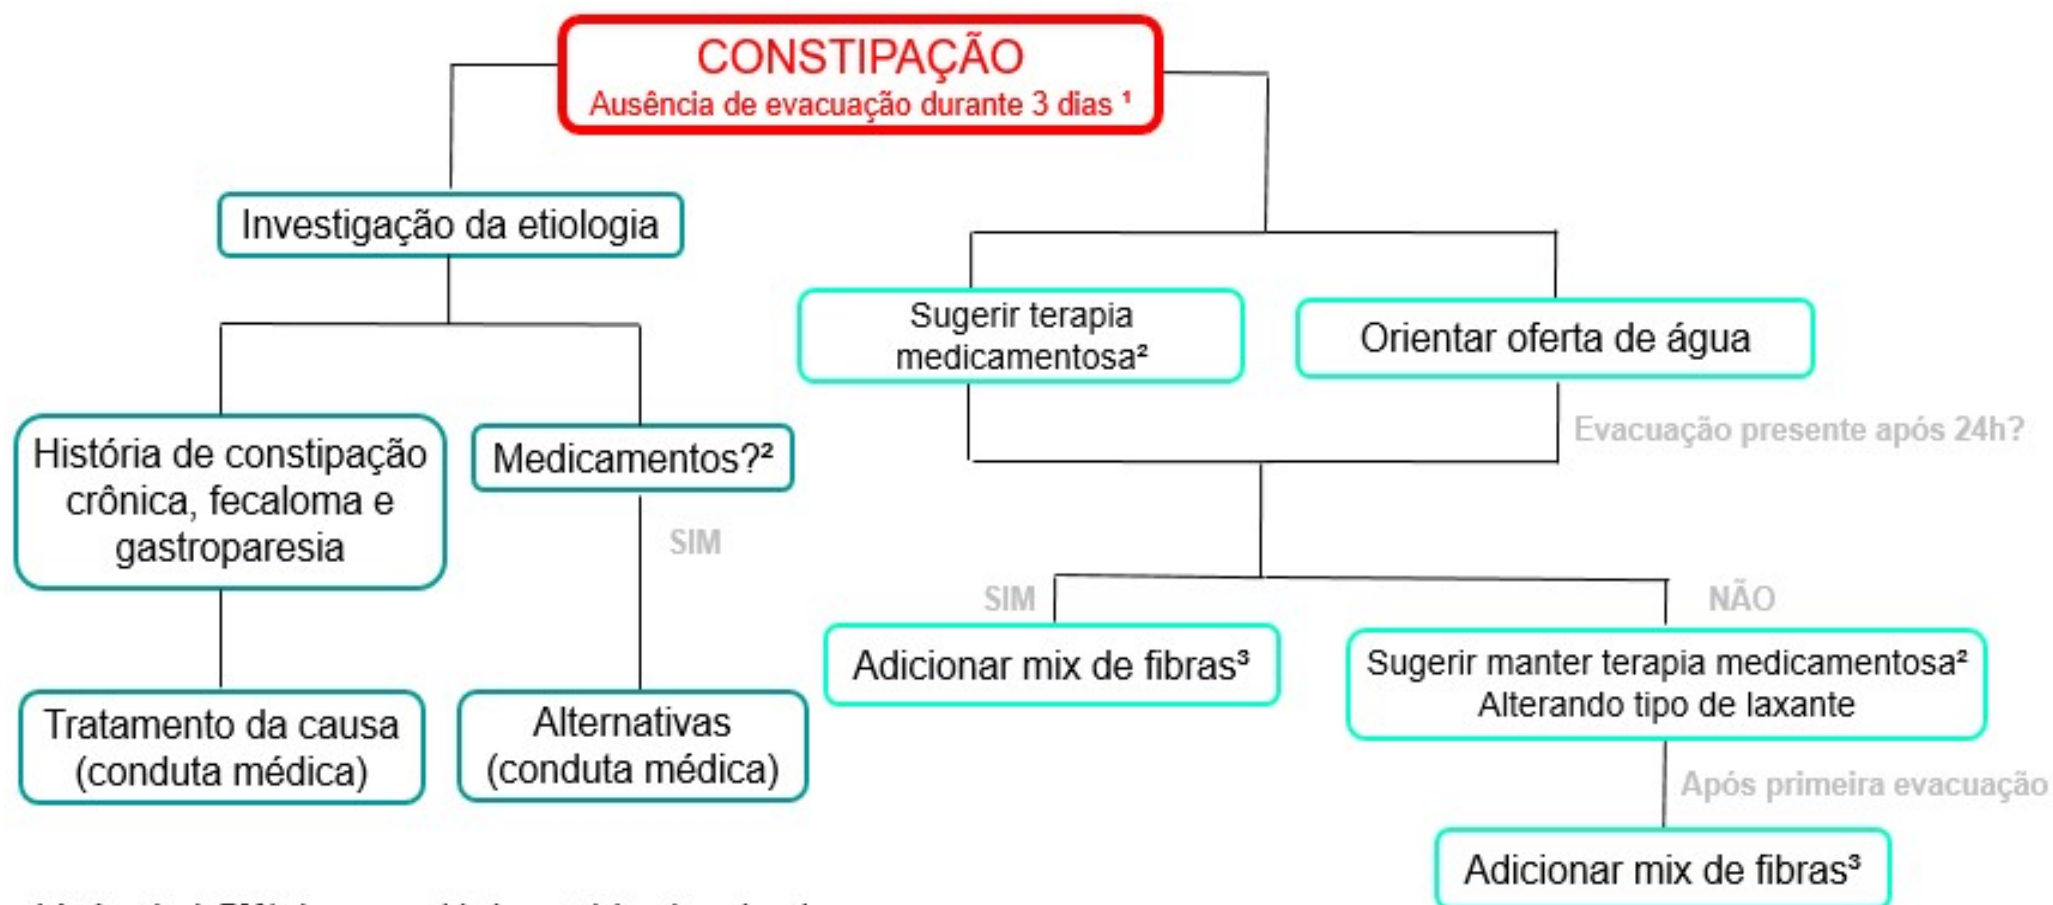 CONSTIPAÇÃO
Ausência de evacuação durante 3 dias ¹
Investigação da etiologia
Sugerir terapia
medicamentosa²
Orientar oferta de água
Evacuação presente após 24h?
História de constipação
crônica, fecaloma e
gastroparesia
Medicamentos?²
SIM
SIM
NÃO
Adicionar mix de fibras³
Sugerir manter terapia medicamentosa²
Alterando tipo de laxante
Tratamento da causa
(conduta médica)
Alternativas
(conduta médica)
Após primeira evacuação
Adicionar mix de fibras³